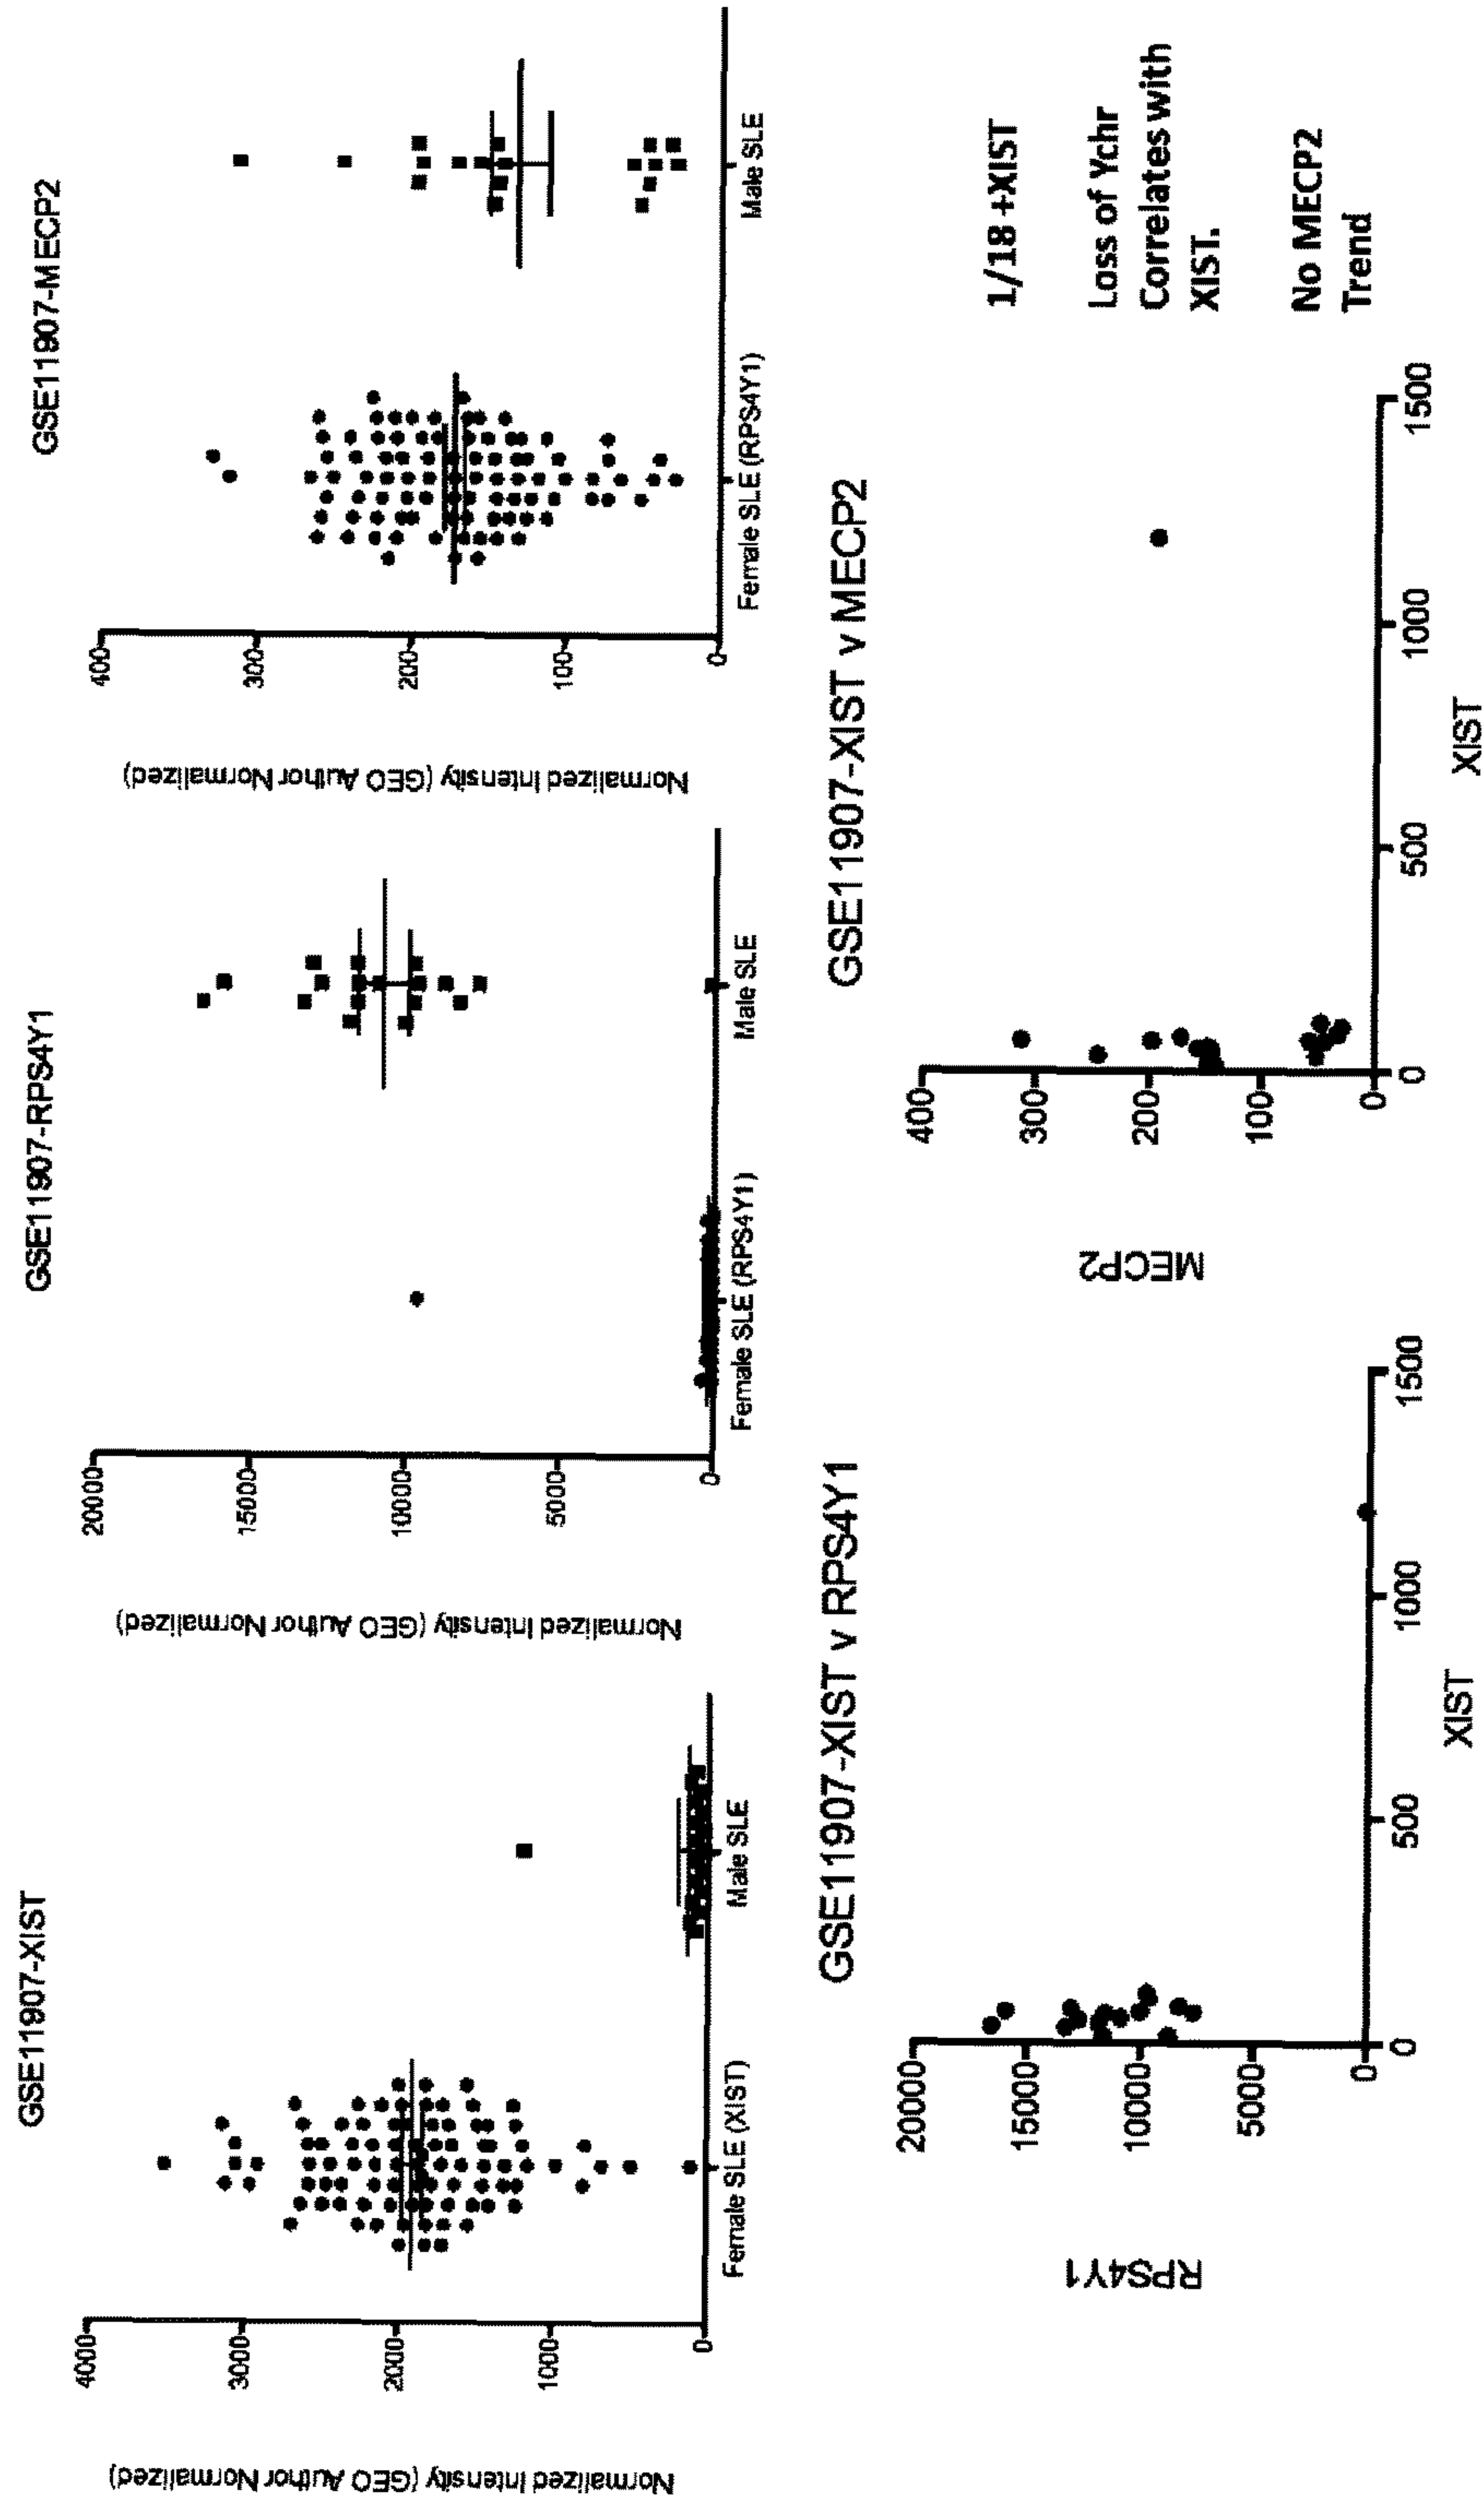 GSE11907-XIST
Normalized Intensity (GEO Author Normalized)
4000
3000
2000
1000
0
Female SLE (XIST)
Male SLE
GSE11907-RPS4Y1
Normalized Intensity (GEO Author Normalized)
20000
15000
10000
5000
0
Female SLE (RPS4Y1)
Male SLE
GSE11907-MECP2
Normalized Intensity (GEO Author Normalized)
400
300
200
100
0
Female SLE (RPS4Y1)
Male SLE
GSE11907-XIST v RPS4Y1
RPS4Y1
20000
15000
10000
5000
0
0
500
1000
1500
XIST
GSE11907-XIST v MECP2
MECP2
400
300
200
100
0
0
500
1000
1500
XIST
1/18 +XIST
Loss of Ychr
Correlates with
XIST.
No MECP2
Trend